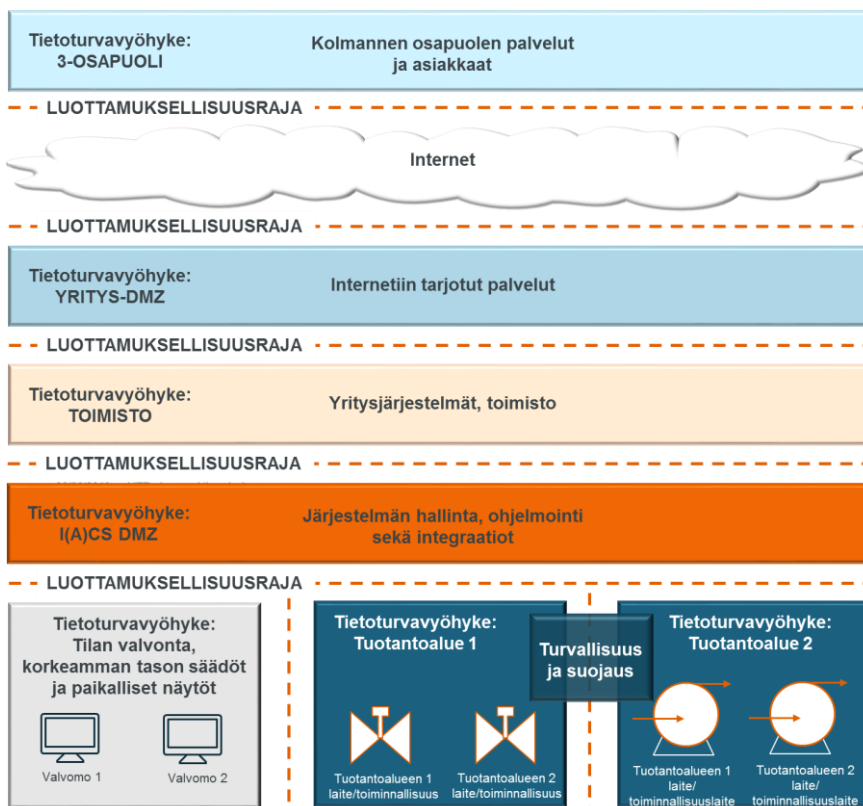 Tietoturvavyöhyke:
3-OSAPUOLI
Kolmannen osapuolen palvelut
ja asiakkaat
LUOTTAMUKSELLISUUSRAJA
Internet
LUOTTAMUKSELLISUUSRAJA
Tietoturvavyöhyke:
YRITYS-DMZ
Internetiin tarjotut palvelut
LUOTTAMUKSELLISUUSRAJA
Tietoturvavyöhyke:
TOIMISTO
Yritysjärjestelmät, toimisto
LUOTTAMUKSELLISUUSRAJA
Tietoturvavyöhyke:
I(A)CS DMZ
Järjestelmän hallinta, ohjelmointi
sekä integraatiot
LUOTTAMUKSELLISUUSRAJA
Tietoturvavyöhyke:
Tilan valvonta,
korkeamman tason säädöt
ja paikalliset näytöt
Valvomo 1
Valvomo 2
Tietoturvavyöhyke:
Tuotantoalue 1
Tuotantoalueen 1
laite/toiminnallisuus
Tuotantoalueen 2
laite/toiminnallisuus
Turvallisuus
ja suojaus
Tietoturvavyöhyke:
Tuotantoalue 2
Tuotantoalueen 1
laite/
toiminnallisuuslaite
Tuotantoalueen 2
laite/
toiminnallisuuslaite